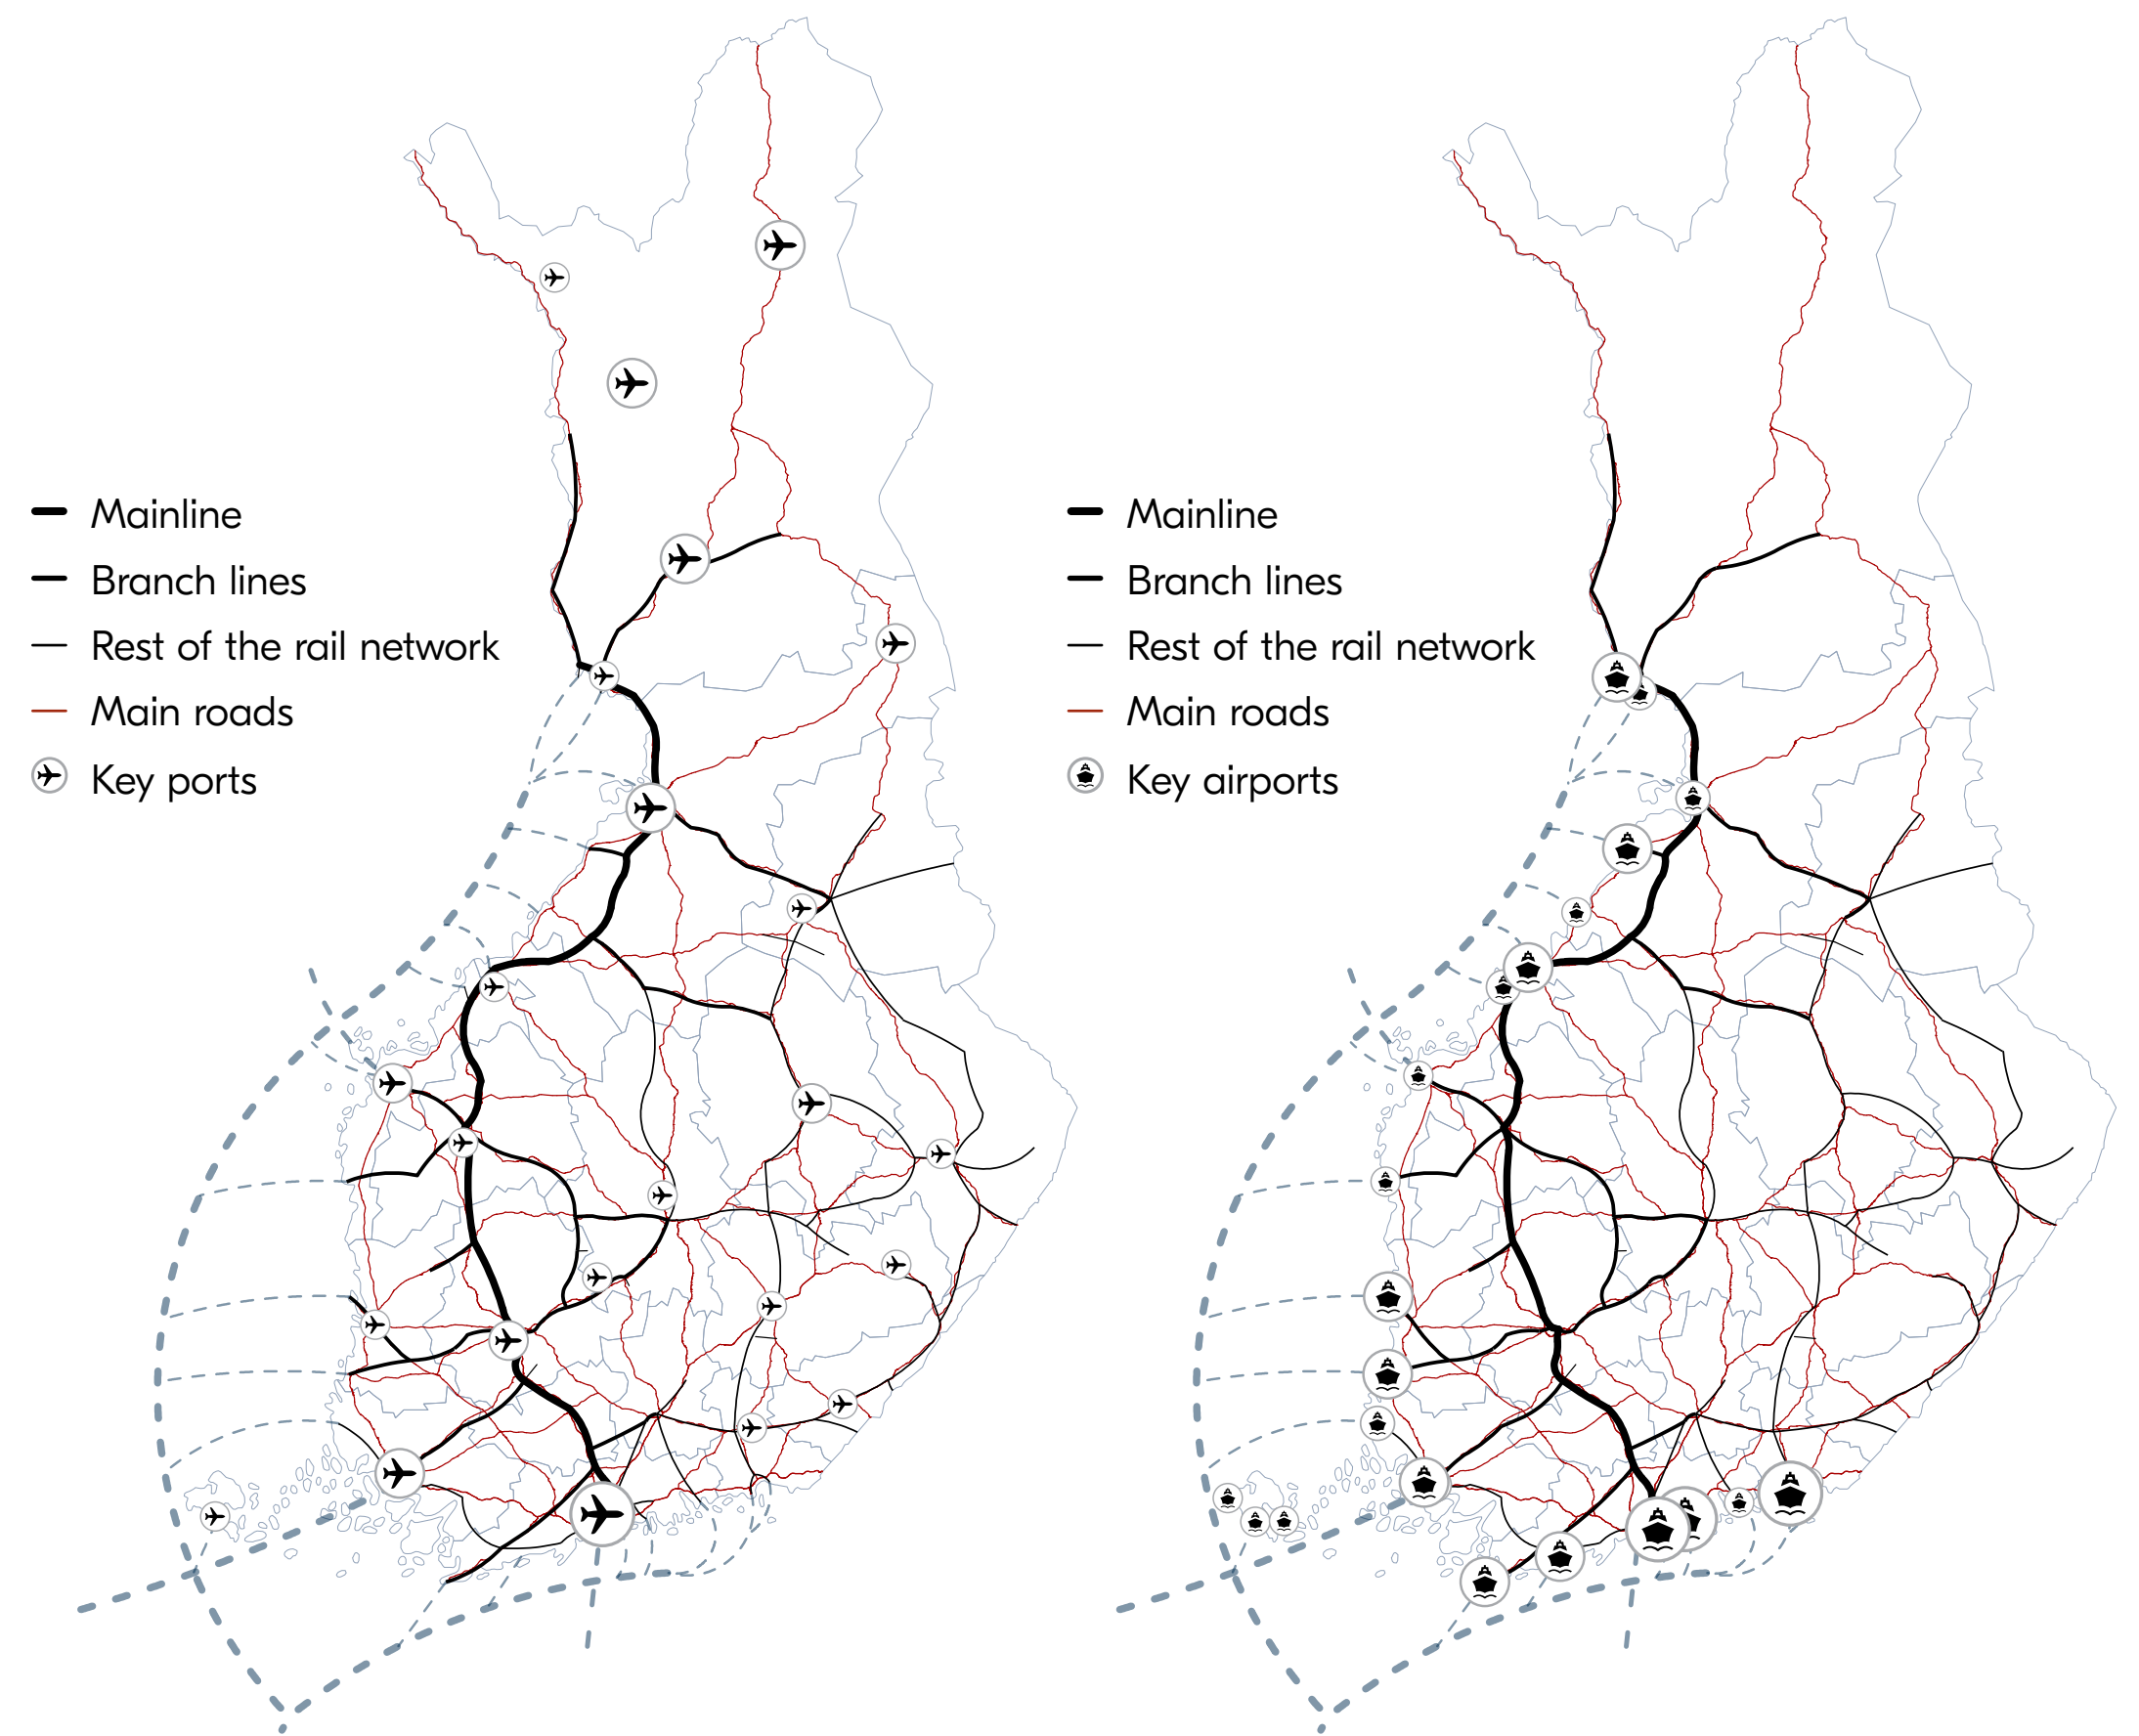 Mainline
Branch lines
Rest of the rail network
Main roads
Key ports
Mainline
Branch lines
Rest of the rail network
Main roads
Key airports